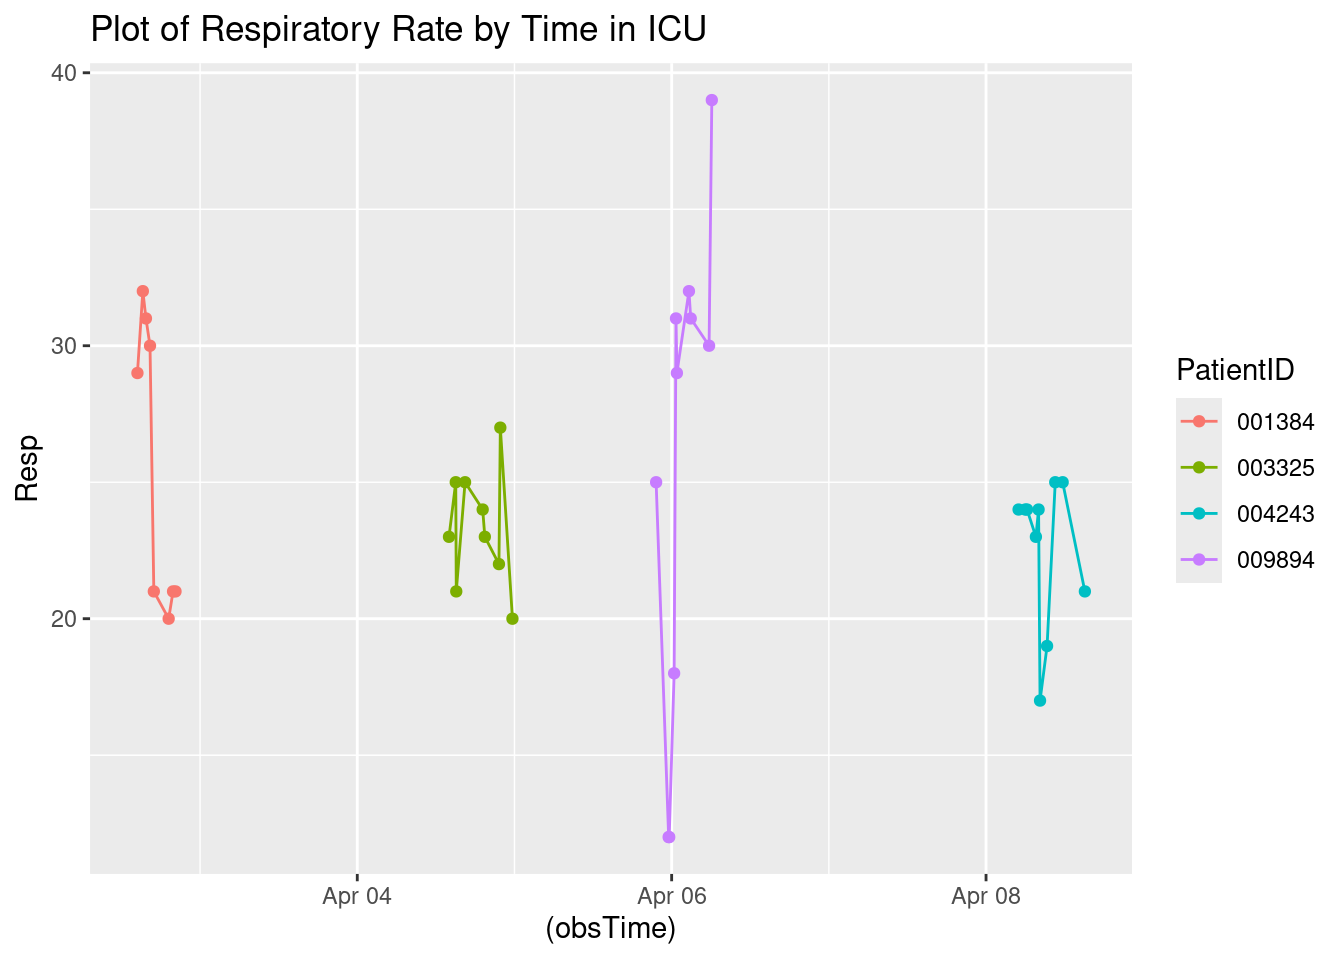 Plot of Respiratory Rate by Time in ICU
40
30
20
Resp
Apr 04
Apr 06
Apr 08
(obsTime)
PatientID
001384
003325
004243
009894